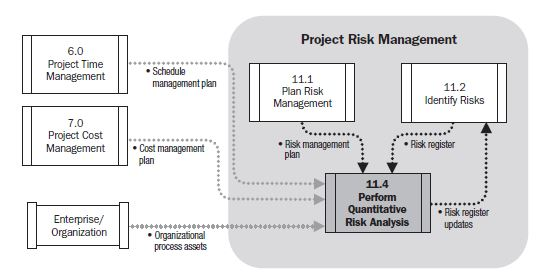 Project Risk Management
6.0
Project Time
Management
• Schedule
management plan
11.1
Plan Risk
Management
11.2
Identify Risks
7.0
Project Cost
Management
• Cost management
plan
• Risk management
plan
• Risk register
11.4
Perform
Quantitative
Risk Analysis
Enterprise/
Organization
• Organizational
process assets
• Risk register
updates